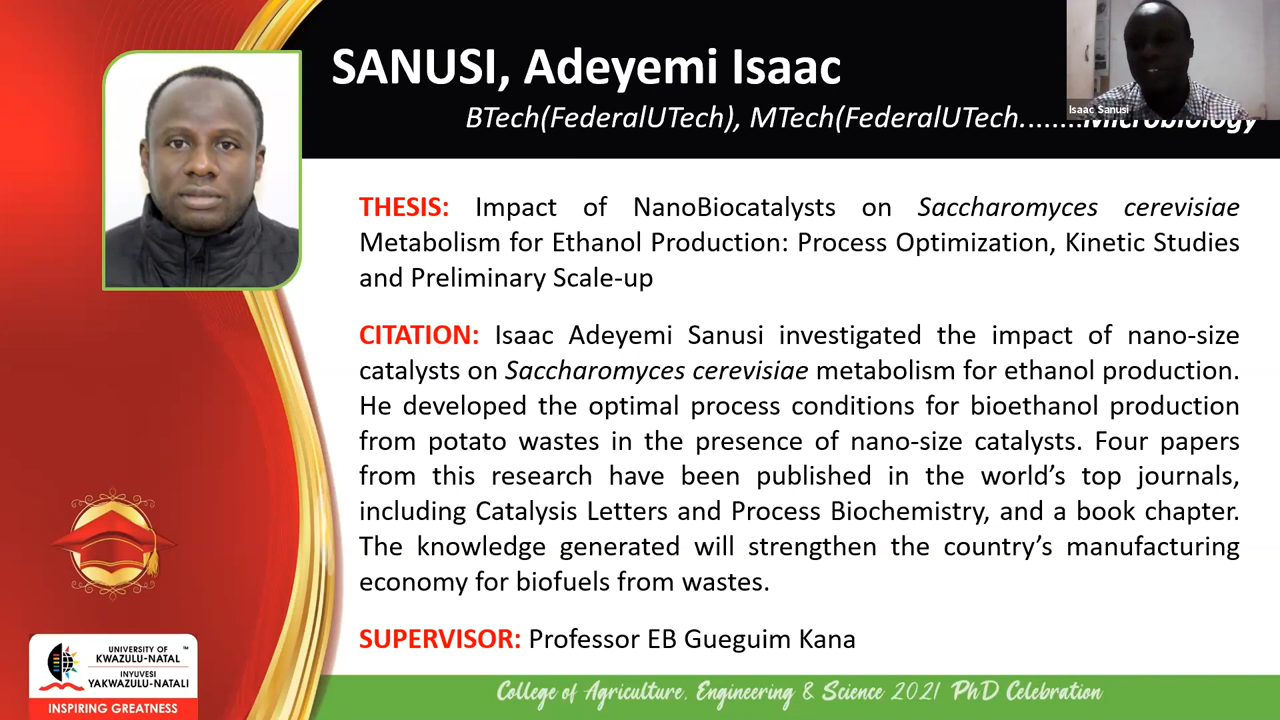 SANUSI, Adeyemi Isaac
BTech(FederalUTech), MTech(FederalUTech........Microbiology
Isaac Sanusi
THESIS: Impact of NanoBiocatalysts on Saccharomyces cerevisiae
Metabolism for Ethanol Production: Process Optimization, Kinetic Studies
and Preliminary Scale-up
CITATION: Isaac Adeyemi Sanusi investigated the impact of nano-size
catalysts on Saccharomyces cerevisiae metabolism for ethanol production.
He developed the optimal process conditions for bioethanol production
from potato wastes in the presence of nano-size catalysts. Four papers
from this research have been published in the world’s top journals,
including Catalysis Letters and Process Biochemistry, and a book chapter.
The knowledge generated will strengthen the country’s manufacturing
economy for biofuels from wastes.
SUPERVISOR: Professor EB Gueguim Kana
UNIVERSITY OF ™
KWAZULU-NATAL
INYUVESI
YAKWAZULU-NATALI
INSPIRING GREATNESS
College of Agriculture, Engineering & Science 2021 PhD Celebration